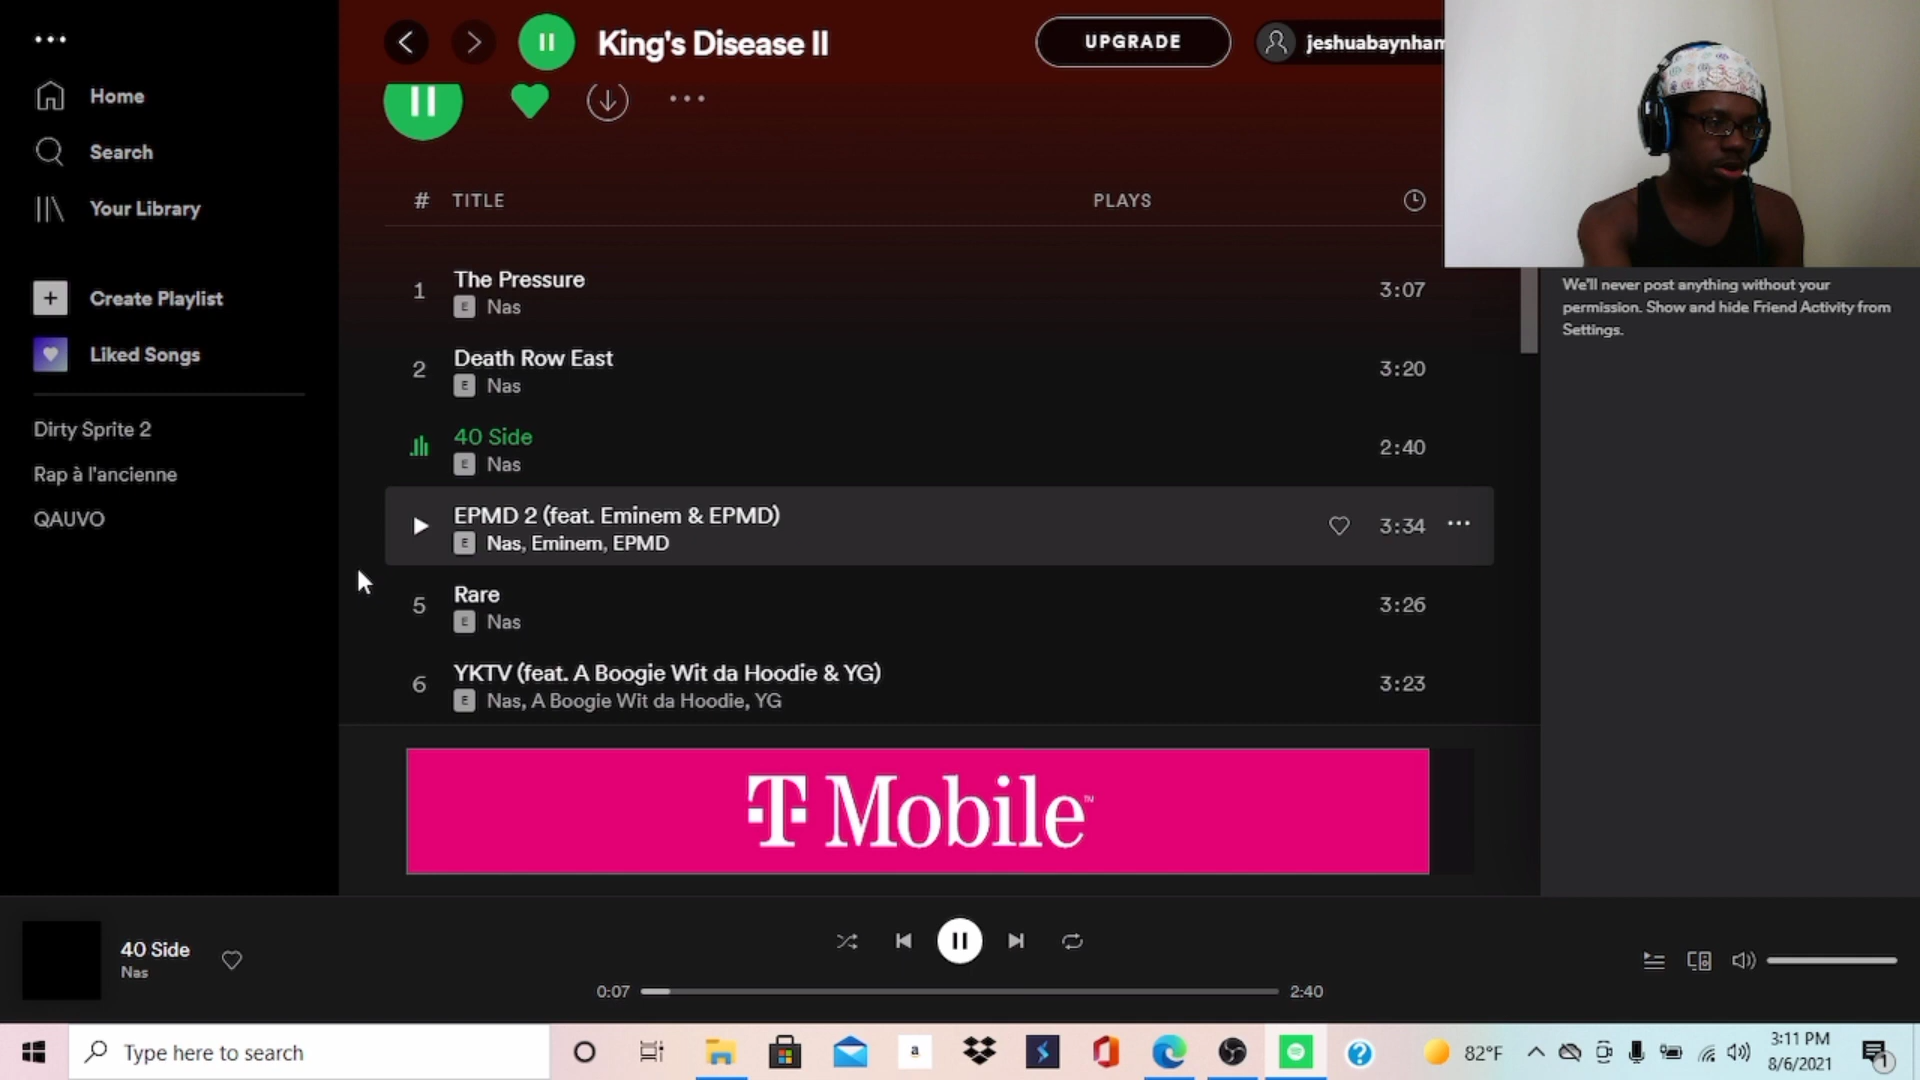 King's Disease II
UPGRADE
jeshuabaynham
Home
Search
Your Library
Create Playlist
Liked Songs
Dirty Sprite 2
Rap à l'ancienne
QAUVO
# TITLE PLAYS
1 The Pressure 3:07
E Nas
2 Death Row East 3:20
E Nas
40 Side 2:40
E Nas
EPMD 2 (feat. Eminem & EPMD) 3:34
E Nas, Eminem, EPMD
5 Rare 3:26
E Nas
6 YKTV (feat. A Boogie Wit da Hoodie & YG) 3:23
E Nas, A Boogie Wit da Hoodie, YG
We'll never post anything without your
permission. Show and hide Friend Activity from
Settings.
T Mobile™
40 Side
Nas
0:07 2:40
Type here to search
a
82°F
3:11 PM
8/6/2021
1